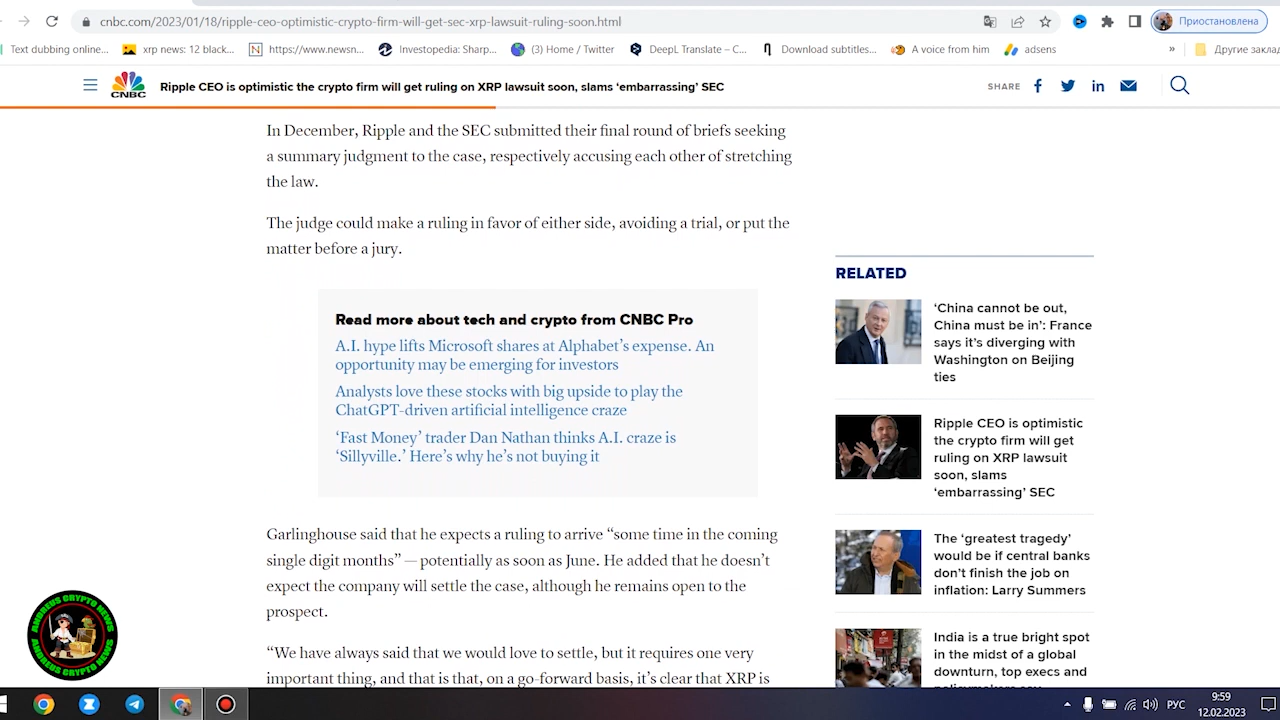 cnbc.com/2023/01/18/ripple-ceo-optimistic-crypto-firm-will-get-sec-xrp-lawsuit-ruling-soon.html
Приостановлена
Text dubbing online...
xrp news: 12 black...
https://www.newsn...
Investopedia: Sharp...
(3) Home / Twitter
DeepL Translate – C...
Download subtitles...
A voice from him
adsens
»
Другие закла
CNBC
Ripple CEO is optimistic the crypto firm will get ruling on XRP lawsuit soon, slams ‘embarrassing’ SEC
SHARE
In December, Ripple and the SEC submitted their final round of briefs seeking
a summary judgment to the case, respectively accusing each other of stretching
the law.
The judge could make a ruling in favor of either side, avoiding a trial, or put the
matter before a jury.
Read more about tech and crypto from CNBC Pro
A.I. hype lifts Microsoft shares at Alphabet’s expense. An
opportunity may be emerging for investors
Analysts love these stocks with big upside to play the
ChatGPT-driven artificial intelligence craze
‘Fast Money’ trader Dan Nathan thinks A.I. craze is
‘Sillyville.’ Here’s why he’s not buying it
Garlinghouse said that he expects a ruling to arrive “some time in the coming
single digit months” — potentially as soon as June. He added that he doesn’t
expect the company will settle the case, although he remains open to the
prospect.
“We have always said that we would love to settle, but it requires one very
important thing, and that is that, on a go-forward basis, it’s clear that XRP is
RELATED
‘China cannot be out,
China must be in’: France
says it’s diverging with
Washington on Beijing
ties
Ripple CEO is optimistic
the crypto firm will get
ruling on XRP lawsuit
soon, slams
‘embarrassing’ SEC
The ‘greatest tragedy’
would be if central banks
don’t finish the job on
inflation: Larry Summers
India is a true bright spot
in the midst of a global
downturn, top execs and
ANDREUS CRYPTO NEWS
ANDREUS CRYPTO NEWS
РУС
9:59
12.02.2023